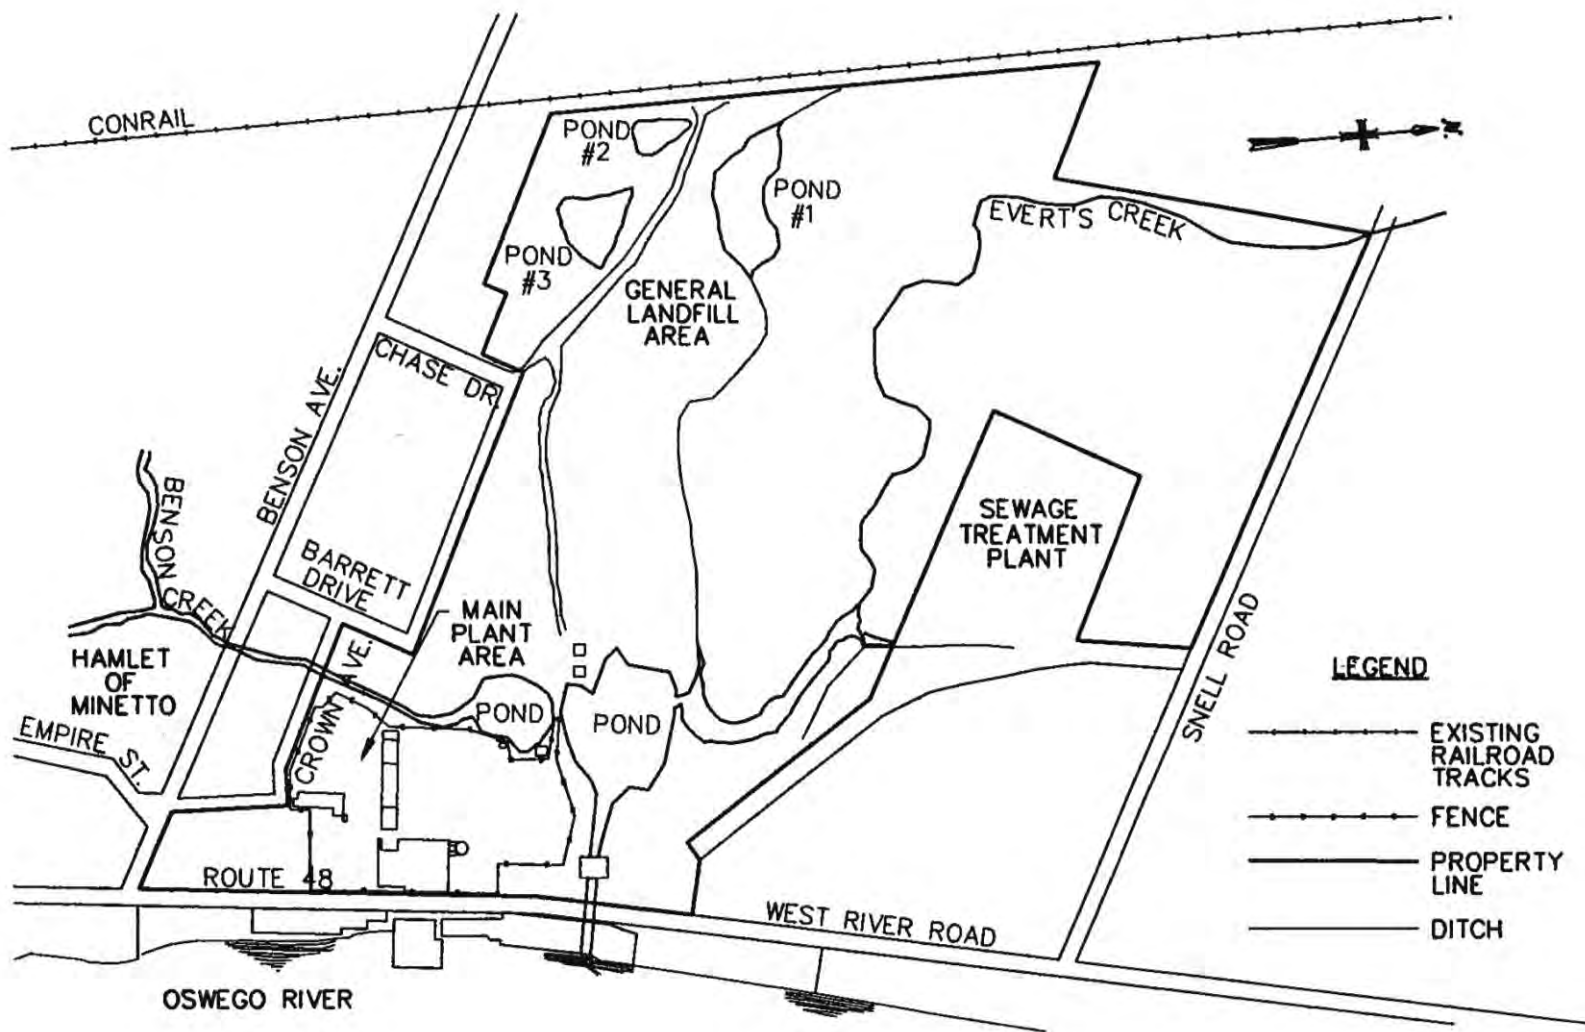 CONRAIL
POND
#2
POND
#1
POND
#3
EVERT'S CREEK
GENERAL
LANDFILL
AREA
CHASE DR.
BENSON AVE.
BENSON CREEK
BARRETT
DRIVE
SEWAGE
TREATMENT
PLANT
MAIN
PLANT
AREA
HAMLET
OF
MINETTO
EMPIRE ST.
CROWN AVE.
POND
POND
SNELL ROAD
ROUTE 48
WEST RIVER ROAD
OSWEGO RIVER
LEGEND
EXISTING
RAILROAD
TRACKS
FENCE
PROPERTY
LINE
DITCH